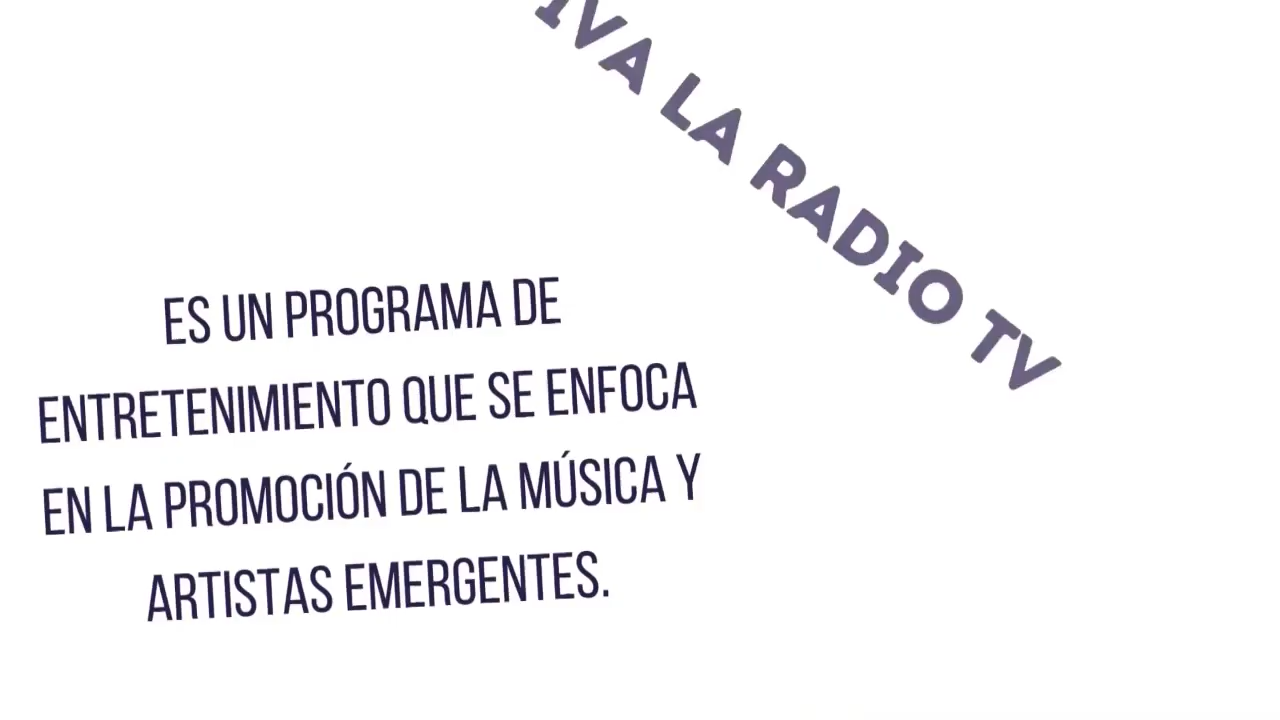 IVA LA RADIO TV
ES UN PROGRAMA DE
ENTRETENIMIENTO QUE SE ENFOCA
EN LA PROMOCIÓN DE LA MÚSICA Y
ARTISTAS EMERGENTES.